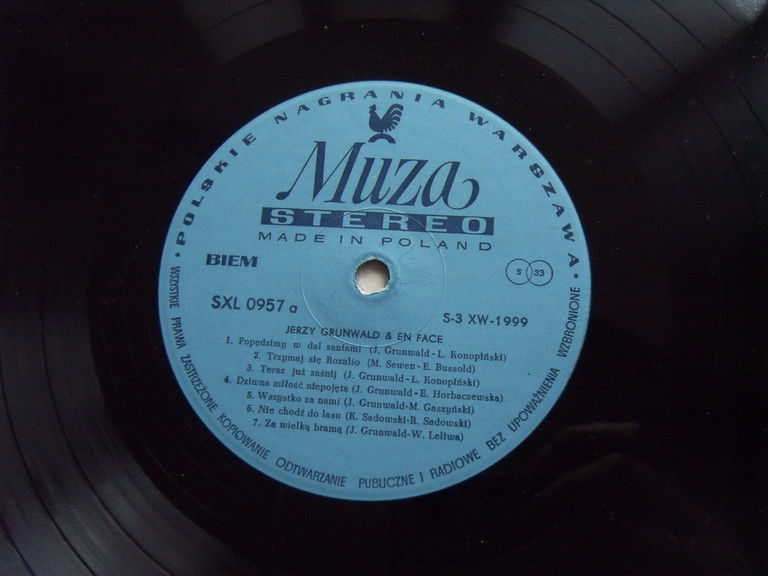 • POLSKIE NAGRANIA WARSZAWA •
Muza
STEREO
MADE IN POLAND
BIEM
S 33
SXL 0957 a
S-3 XW-1999
JERZY GRUNWALD & EN FACE
1. Popędzimy w dal saniami (J. Grunwald-L. Konopiński)
2. Trzymaj się Rozalio (M. Sewen-E. Bussold)
3. Teraz już zaśnij (J. Grunwald-L. Konopiński)
4. Dziwna miłość niepojęta (J. Grunwald-E. Horbaczewska)
5. Wszystko za nami (J. Grunwald-M. Gaszyński)
6. Nie chodź do lasu (K. Sadowski-R. Sadowski)
7. Za wielką bramą (J. Grunwald-W. Leliwa)
WSZYSTKIE PRAWA ZASTRZEŻONE KOPIOWANIE ODTWARZANIE PUBLICZNE I RADIOWE BEZ UPOWAŻNIENIA WZBRONIONE